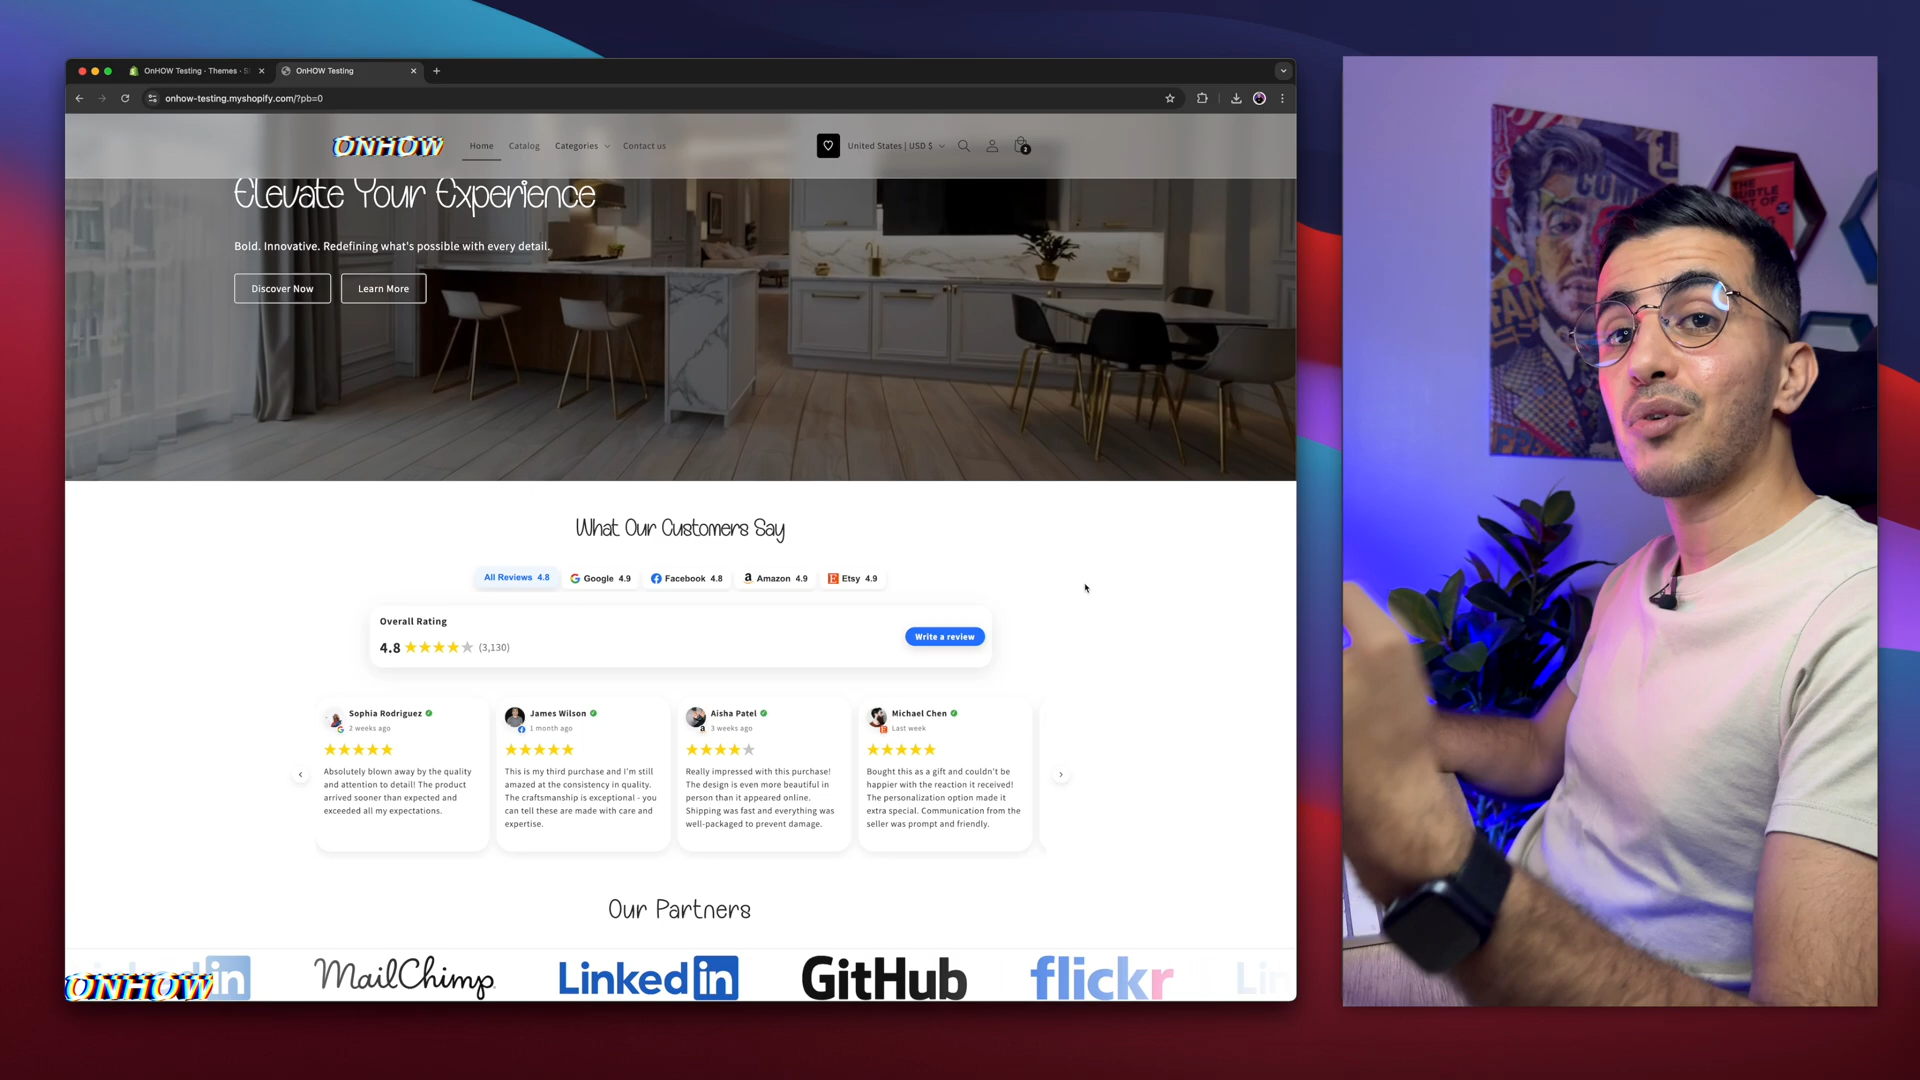 OnHOW Testing · Themes · S
OnHOW Testing
onhow-testing.myshopify.com/?pb=0
ONHOW
Home
Catalog
Categories
Contact us
United States | USD $
2
Elevate Your Experience
Bold. Innovative. Redefining what's possible with every detail.
Discover Now
Learn More
What Our Customers Say
All Reviews 4.8
Google 4.9
Facebook 4.8
Amazon 4.9
Etsy 4.9
Overall Rating
4.8 (3,130)
Write a review
Sophia Rodriguez
2 weeks ago
Absolutely blown away by the quality
and attention to detail! The product
arrived sooner than expected and
exceeded all my expectations.
James Wilson
1 month ago
This is my third purchase and I'm still
amazed at the consistency in quality.
The craftsmanship is exceptional - you
can tell these are made with care and
expertise.
Aisha Patel
3 weeks ago
Really impressed with this purchase!
The design is even more beautiful in
person than it appeared online.
Shipping was fast and everything was
well-packaged to prevent damage.
Michael Chen
Last week
Bought this as a gift and couldn't be
happier with the reaction it received!
The personalization option made it
extra special. Communication from the
seller was prompt and friendly.
Our Partners
in
MailChimp
Linkedin
GitHub
flickr
Li
ONHOW
THE
SUBTLE